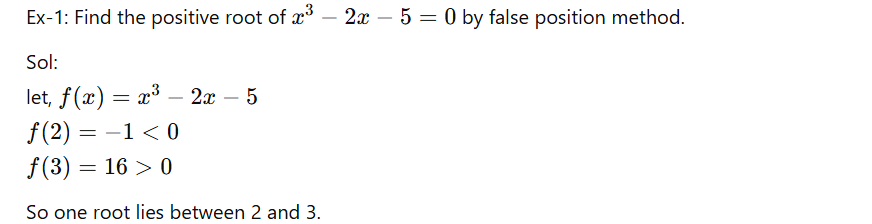 Ex-1: Find the positive root of x³ − 2x − 5 = 0 by false position method.
Sol:
let, f(x) = x³ − 2x − 5
f(2) = −1 < 0
f(3) = 16 > 0
So one root lies between 2 and 3.